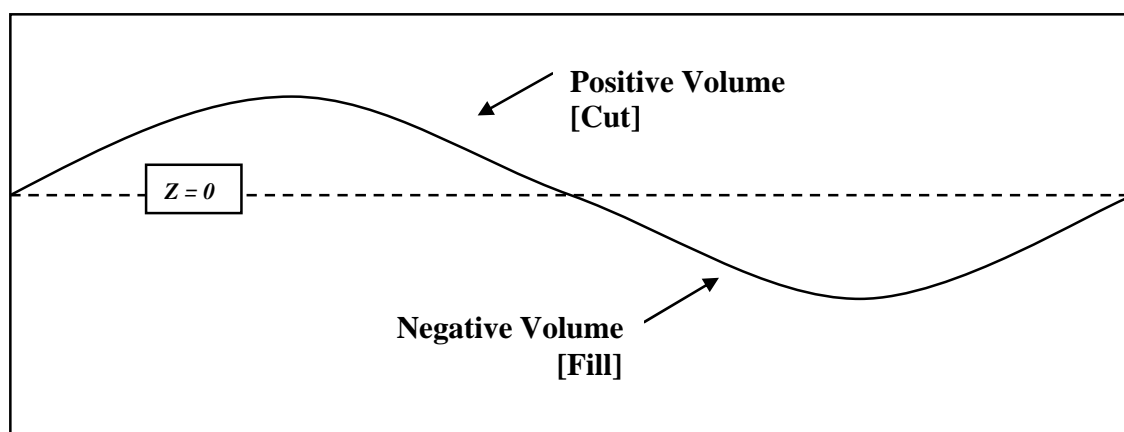 Positive Volume
[Cut]
Z = 0
Negative Volume
[Fill]